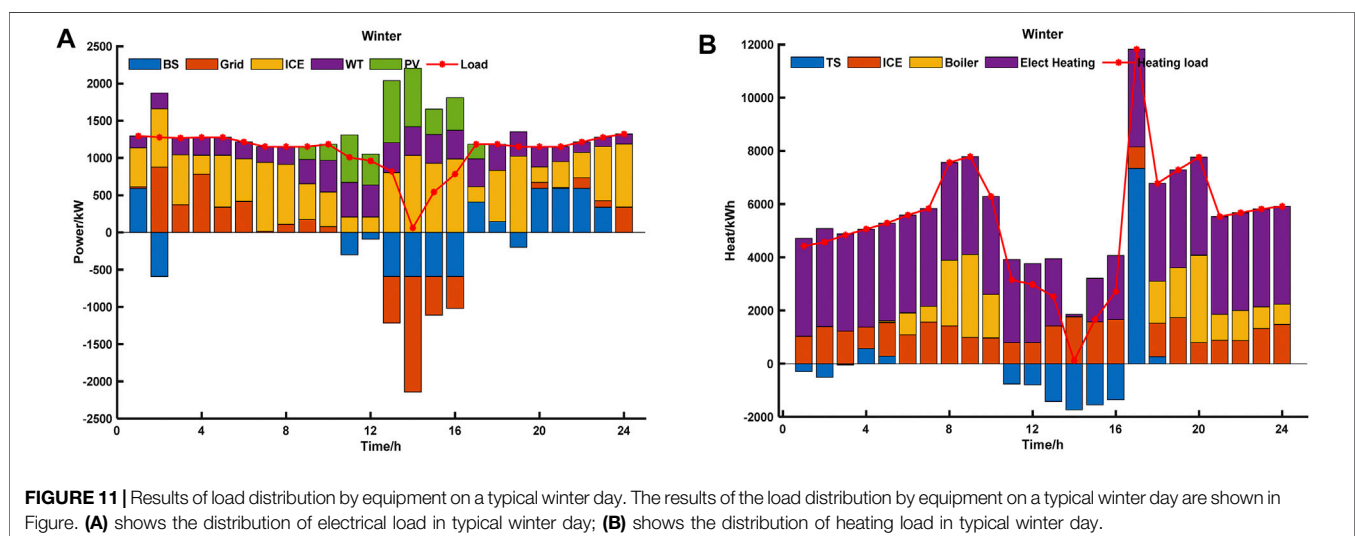 A
Winter
BS Grid ICE WT PV Load
2500
2000
1500
1000
500
0
-500
-1000
-1500
-2000
-2500
Power/kW
0 4 8 12 16 20 24
Time/h
B
Winter
TS ICE Boiler Elect Heating Heating load
12000
10000
8000
6000
4000
2000
0
-2000
Heat/kWh
0 4 8 12 16 20 24
Time/h
FIGURE 11 | Results of load distribution by equipment on a typical winter day. The results of the load distribution by equipment on a typical winter day are shown in
Figure. (A) shows the distribution of electrical load in typical winter day; (B) shows the distribution of heating load in typical winter day.